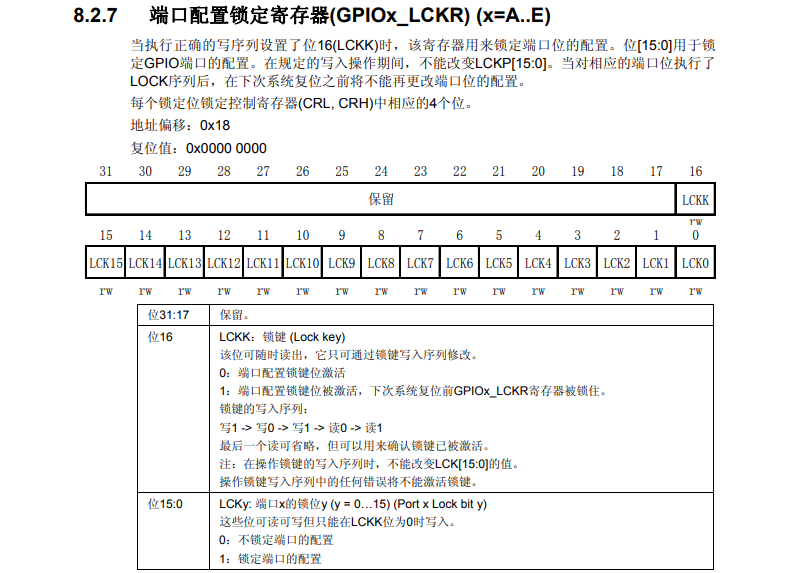 8.2.7 端口配置锁定寄存器(GPIOx_LCKR) (x=A..E)
当执行正确的写序列设置了位16(LCKK)时，该寄存器用来锁定端口位的配置。位[15:0]用于锁
定GPIO端口的配置。在规定的写入操作期间，不能改变LCKP[15:0]。当对相应的端口位执行了
LOCK序列后，在下次系统复位之前将不能再更改端口位的配置。
每个锁定位锁定控制寄存器(CRL, CRH)中相应的4个位。
地址偏移：0x18
复位值：0x0000 0000
31 30 29 28 27 26 25 24 23 22 21 20 19 18 17 16
保留 LCKK
rw
15 14 13 12 11 10 9 8 7 6 5 4 3 2 1 0
LCK15 LCK14 LCK13 LCK12 LCK11 LCK10 LCK9 LCK8 LCK7 LCK6 LCK5 LCK4 LCK3 LCK2 LCK1 LCK0
rw rw rw rw rw rw rw rw rw rw rw rw rw rw rw rw
位31:17 保留。
位16 LCKK：锁键 (Lock key)
该位可随时读出，它只可通过锁键写入序列修改。
0：端口配置锁键位激活
1：端口配置锁键位被激活，下次系统复位前GPIOx_LCKR寄存器被锁住。
锁键的写入序列：
写1 -> 写0 -> 写1 -> 读0 -> 读1
最后一个读可省略，但可以用来确认锁键已被激活。
注：在操作锁键的写入序列时，不能改变LCK[15:0]的值。
操作锁键写入序列中的任何错误将不能激活锁键。
位15:0 LCKy: 端口x的锁位y (y = 0…15) (Port x Lock bit y)
这些位可读可写但只能在LCKK位为0时写入。
0：不锁定端口的配置
1：锁定端口的配置